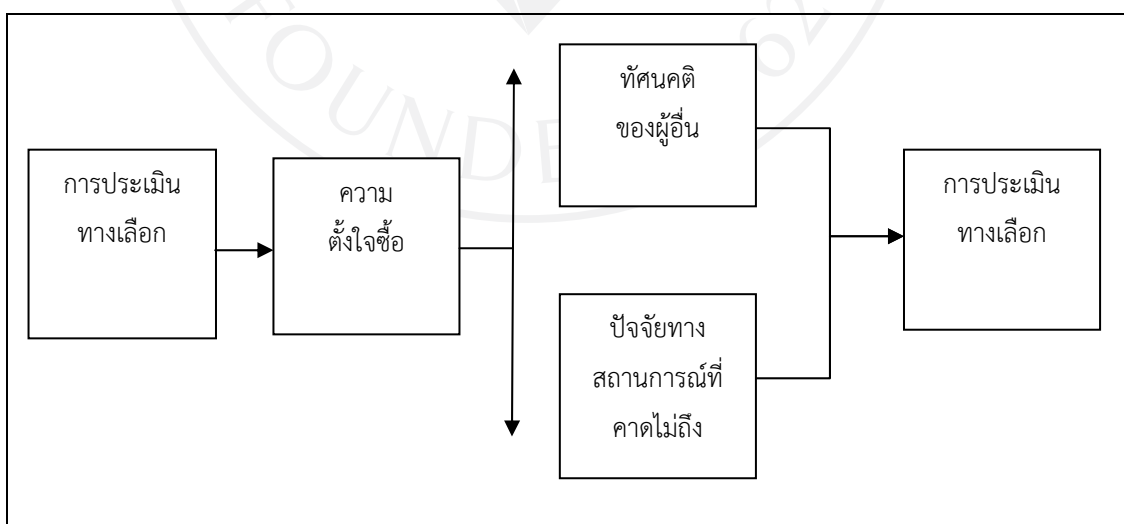 FOUNDE 62
การประเมิน
ทางเลือก
ความ
ตั้งใจซื้อ
ทัศนคติ
ของผู้อื่น
ปัจจัยทาง
สถานการณ์ที่
คาดไม่ถึง
การประเมิน
ทางเลือก